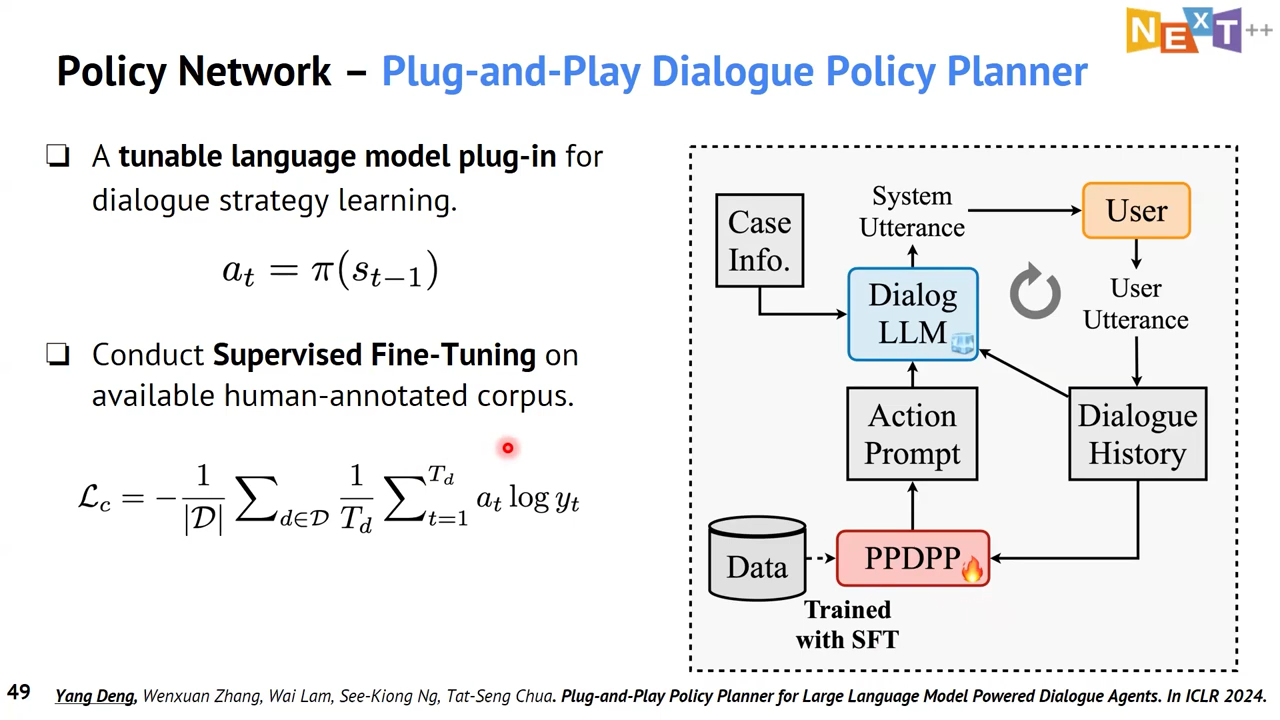 NExT++
Policy Network – Plug-and-Play Dialogue Policy Planner
❏ A tunable language model plug-in for
dialogue strategy learning.
a_t = π(s_{t−1})
❏ Conduct Supervised Fine-Tuning on
available human-annotated corpus.
ℒ_c = −\frac{1}{|𝒟|} ∑_{d∈𝒟} \frac{1}{T_d} ∑_{t=1}^{T_d} a_t log y_t
Case
Info.
System
Utterance
User
Dialog
LLM
User
Utterance
Action
Prompt
Dialogue
History
Data
PPDPP
Trained
with SFT
49
Yang Deng, Wenxuan Zhang, Wai Lam, See-Kiong Ng, Tat-Seng Chua. Plug-and-Play Policy Planner for Large Language Model Powered Dialogue Agents. In ICLR 2024.